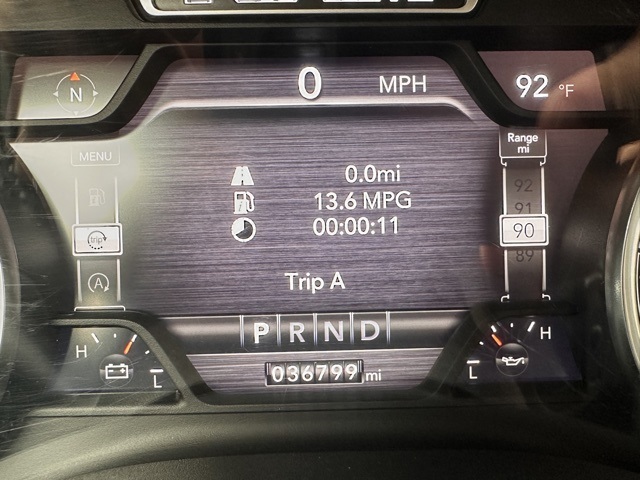 N
0 MPH
92 °F
MENU
trip
A
0.0mi
13.6 MPG
00:00:11
Trip A
Range
mi
92
91
90
89
P R N D
H
L
036799 mi
L
H